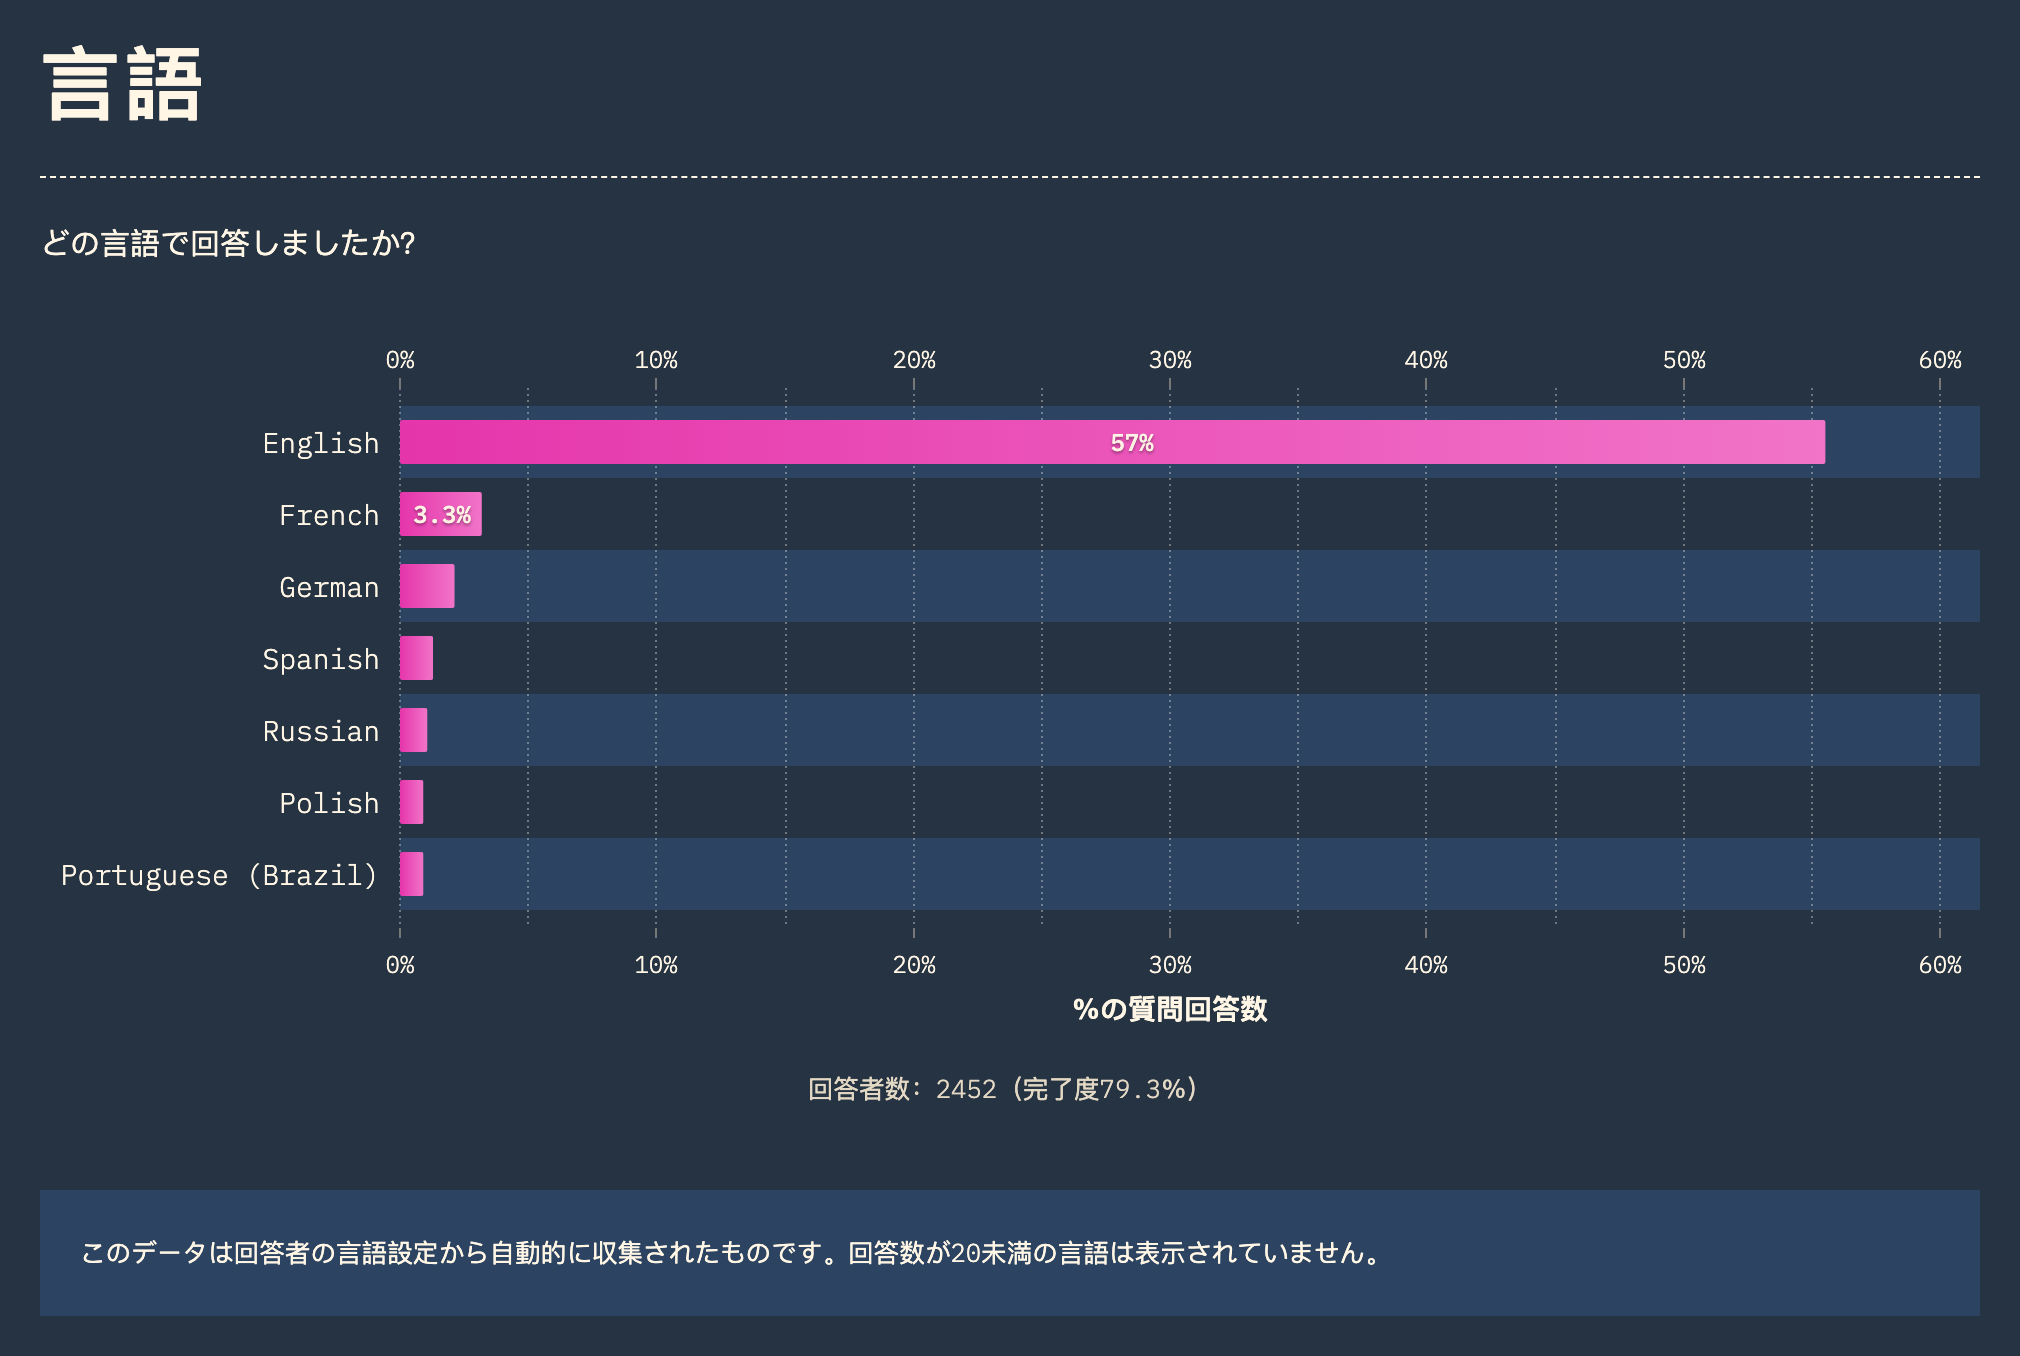 言語
どの言語で回答しましたか?
0% 10% 20% 30% 40% 50% 60%
English 57%
French 3.3%
German
Spanish
Russian
Polish
Portuguese (Brazil)
0% 10% 20% 30% 40% 50% 60%
%の質問回答数
回答者数: 2452 (完了度79.3%)
このデータは回答者の言語設定から自動的に収集されたものです。回答数が20未満の言語は表示されていません。